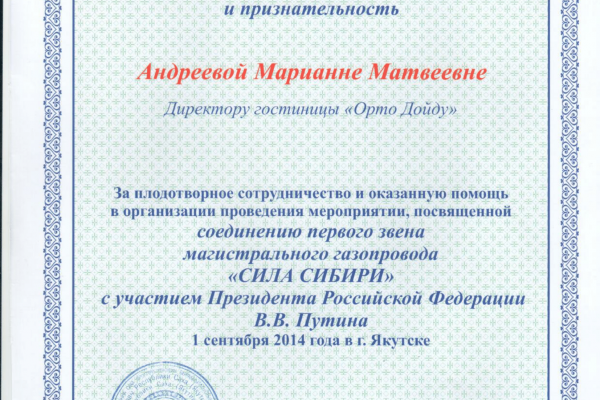 и признательность
Андреевой Марианне Матвеевне
Директору гостиницы «Орто Дойду»
За плодотворное сотрудничество и оказанную помощь
в организации проведения мероприятии, посвященной
соединению первого звена
магистрального газопровода
«СИЛА СИБИРИ»
с участием Президента Российской Федерации
В.В. Путина
1 сентября 2014 года в г. Якутске